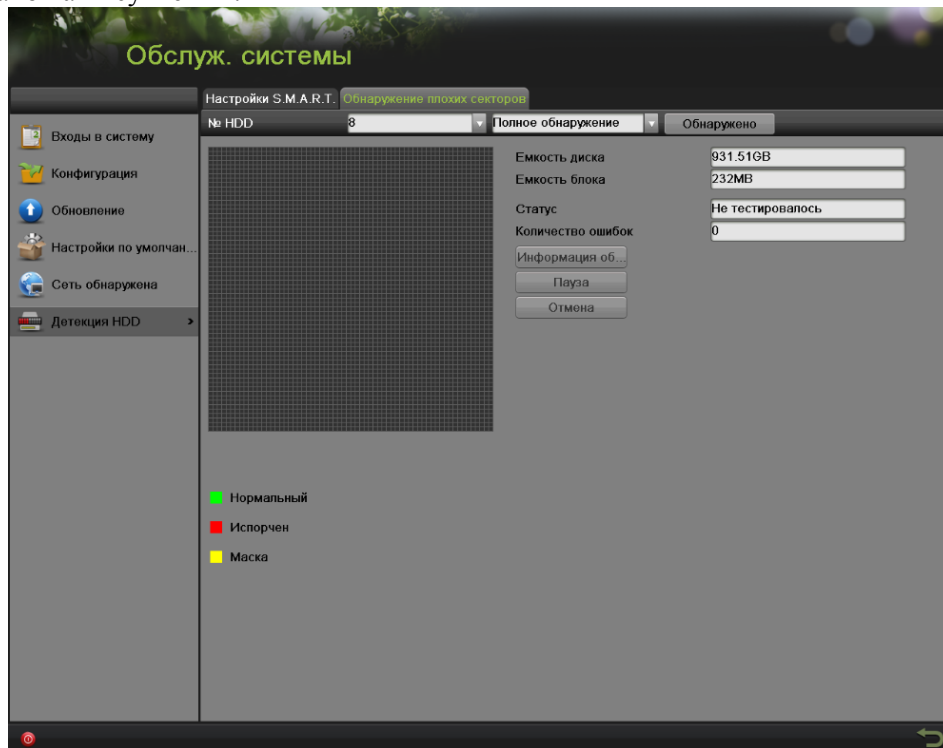 Обслуж. системы
Настройки S.M.A.R.T. Обнаружение плохих секторов
№ HDD 8 Полное обнаружение Обнаружено
Входы в систему
Конфигурация
Обновление
Настройки по умолчан...
Сеть обнаружена
Детекция HDD >
Емкость диска 931.51GB
Емкость блока 232MB
Статус Не тестировалось
Количество ошибок 0
Информация об...
Пауза
Отмена
Нормальный
Испорчен
Маска